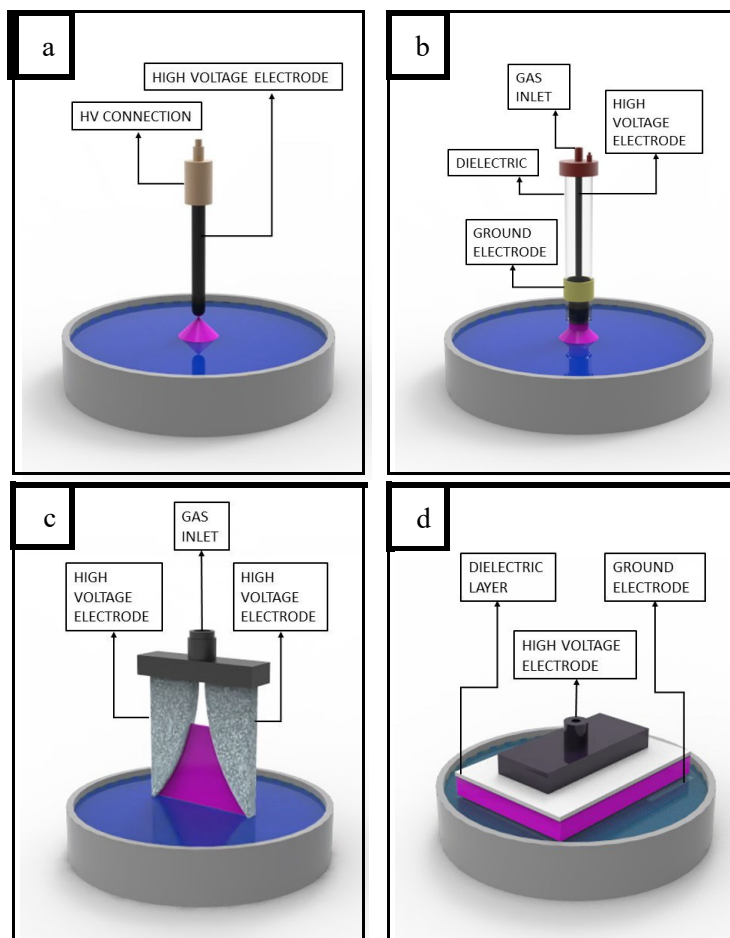 a
HIGH VOLTAGE ELECTRODE
HV CONNECTION
b
GAS
INLET
HIGH
VOLTAGE
ELECTRODE
DIELECTRIC
GROUND
ELECTRODE
c
GAS
INLET
HIGH
VOLTAGE
ELECTRODE
HIGH
VOLTAGE
ELECTRODE
d
DIELECTRIC
LAYER
GROUND
ELECTRODE
HIGH VOLTAGE
ELECTRODE